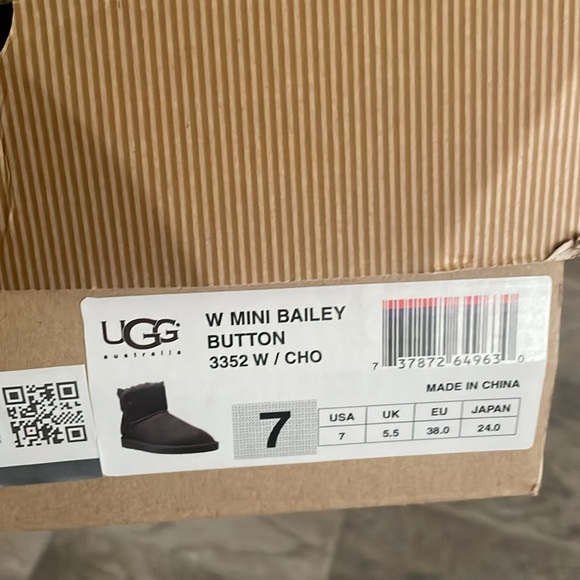 UGG
australia
W MINI BAILEY
BUTTON
3352 W / CHO
7 37872 64963 0
MADE IN CHINA
7
USA UK EU JAPAN
7 5.5 38.0 24.0